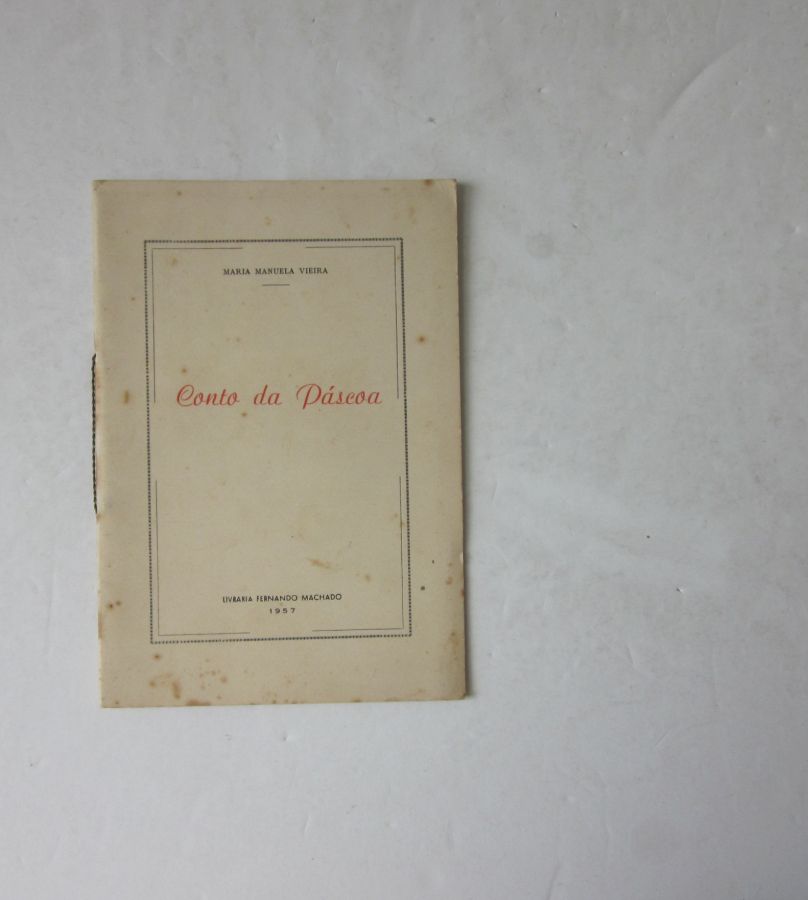 MARIA MANUELA VIEIRA
Conto da Páscoa
LIVRARIA FERNANDO MACHADO
1957